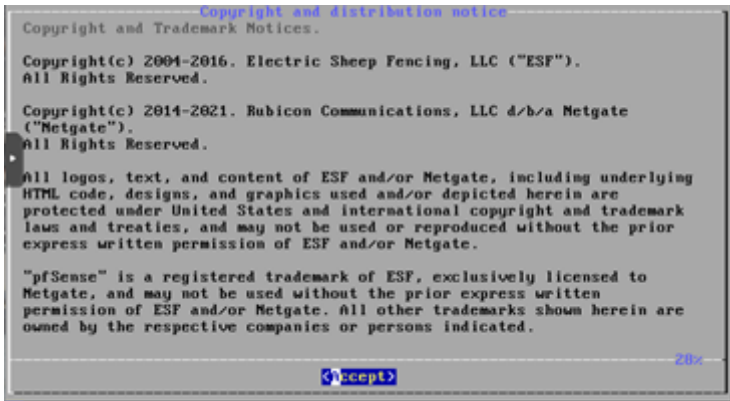 Copyright and distribution notice
Copyright and Trademark Notices.
Copyright(c) 2004-2016. Electric Sheep Fencing, LLC ("ESF").
All Rights Reserved.
Copyright(c) 2014-2021. Rubicon Communications, LLC d/b/a Netgate
("Netgate").
All Rights Reserved.
All logos, text, and content of ESF and/or Netgate, including underlying
HTML code, designs, and graphics used and/or depicted herein are
protected under United States and international copyright and trademark
laws and treaties, and may not be used or reproduced without the prior
express written permission of ESF and/or Netgate.
"pfSense" is a registered trademark of ESF, exclusively licensed to
Netgate, and may not be used without the prior express written
permission of ESF and/or Netgate. All other trademarks shown herein are
owned by the respective companies or persons indicated.
28%
<Accept>